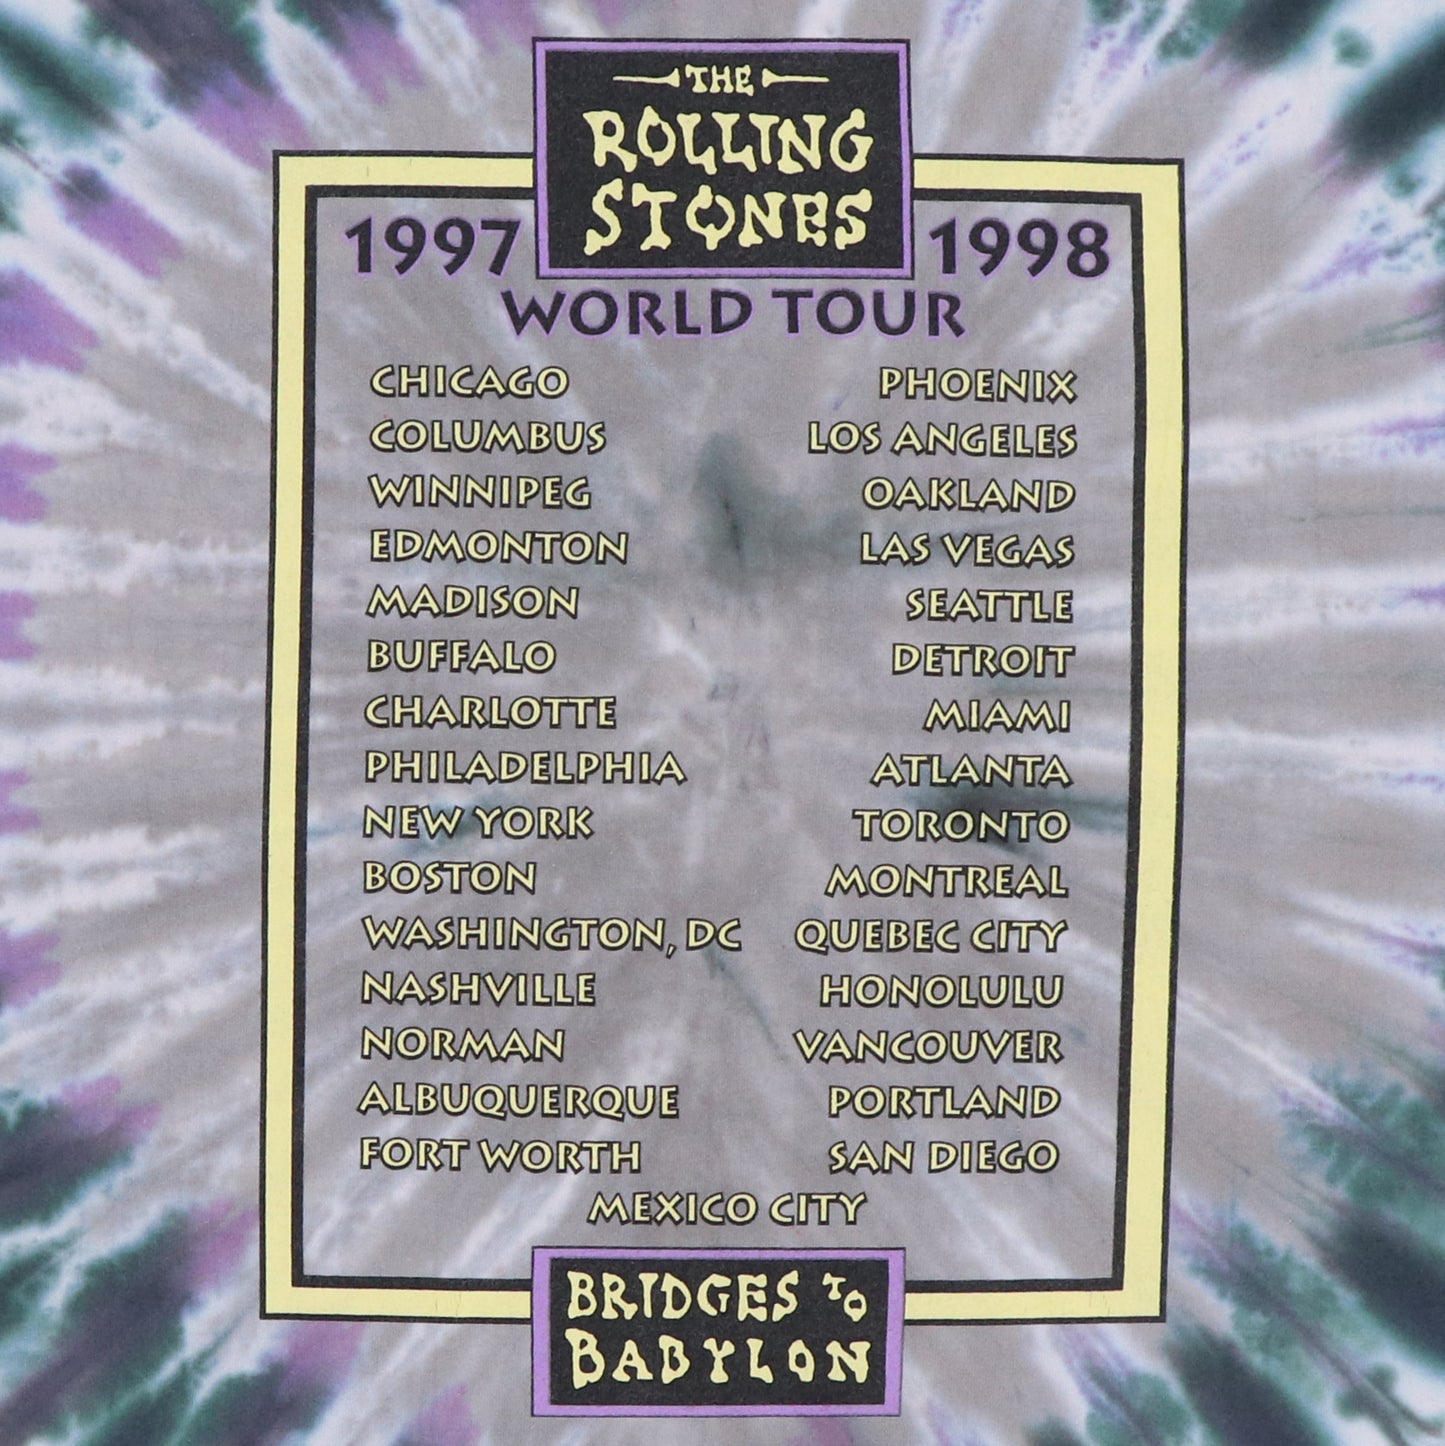 THE
ROLLING
STONES
1997 1998
WORLD TOUR
CHICAGO
COLUMBUS
WINNIPEG
EDMONTON
MADISON
BUFFALO
CHARLOTTE
PHILADELPHIA
NEW YORK
BOSTON
WASHINGTON, DC
NASHVILLE
NORMAN
ALBUQUERQUE
FORT WORTH
PHOENIX
LOS ANGELES
OAKLAND
LAS VEGAS
SEATTLE
DETROIT
MIAMI
ATLANTA
TORONTO
MONTREAL
QUEBEC CITY
HONOLULU
VANCOUVER
PORTLAND
SAN DIEGO
MEXICO CITY
BRIDGES TO
BABYLON